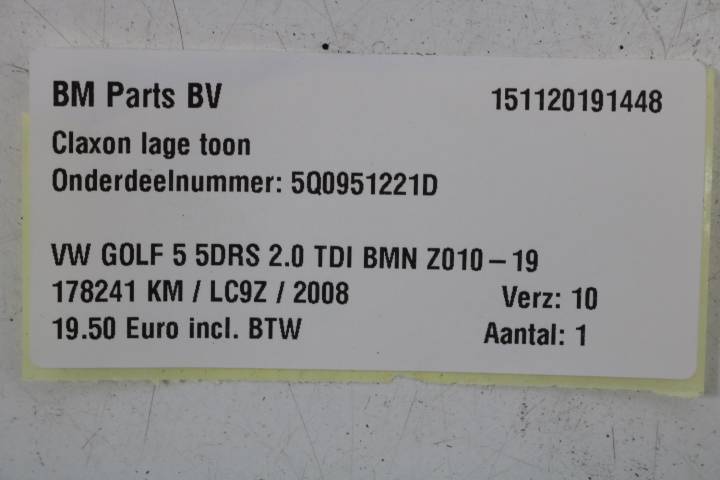 BM Parts BV 151120191448
Claxon lage toon
Onderdeelnummer: 5Q0951221D
VW GOLF 5 5DRS 2.0 TDI BMN Z010-19
178241 KM / LC9Z / 2008 Verz: 10
19.50 Euro incl. BTW Aantal: 1